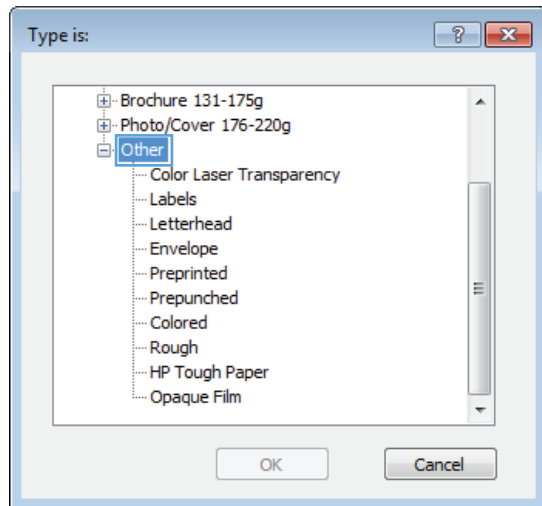 Type is:
Brochure 131-175g
Photo/Cover 176-220g
Other
Color Laser Transparency
Labels
Letterhead
Envelope
Preprinted
Prepunched
Colored
Rough
HP Tough Paper
Opaque Film
OK Cancel